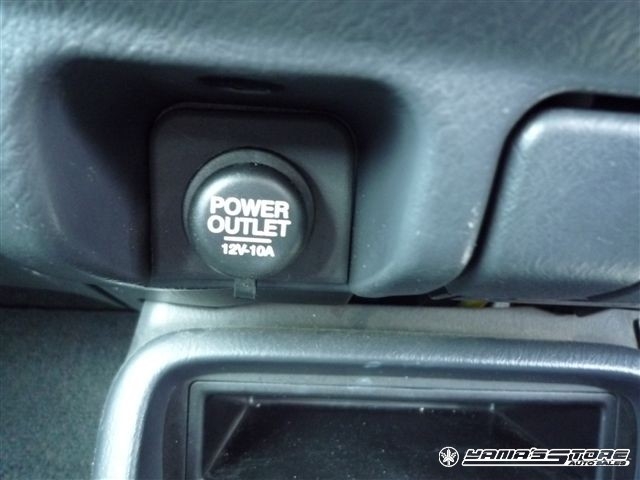 POWER
OUTLET
12V-10A
YAMA'S STORE
AUTO SALES